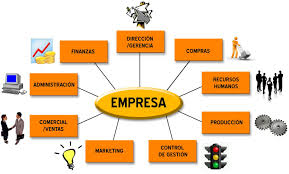 DIRECCIÓN
/GERENCIA
FINANZAS
COMPRAS
ADMINISTRACIÓN
RECURSOS
HUMANOS
EMPRESA
COMERCIAL
/VENTAS
PRODUCCIÓN
MARKETING
CONTROL
DE GESTIÓN